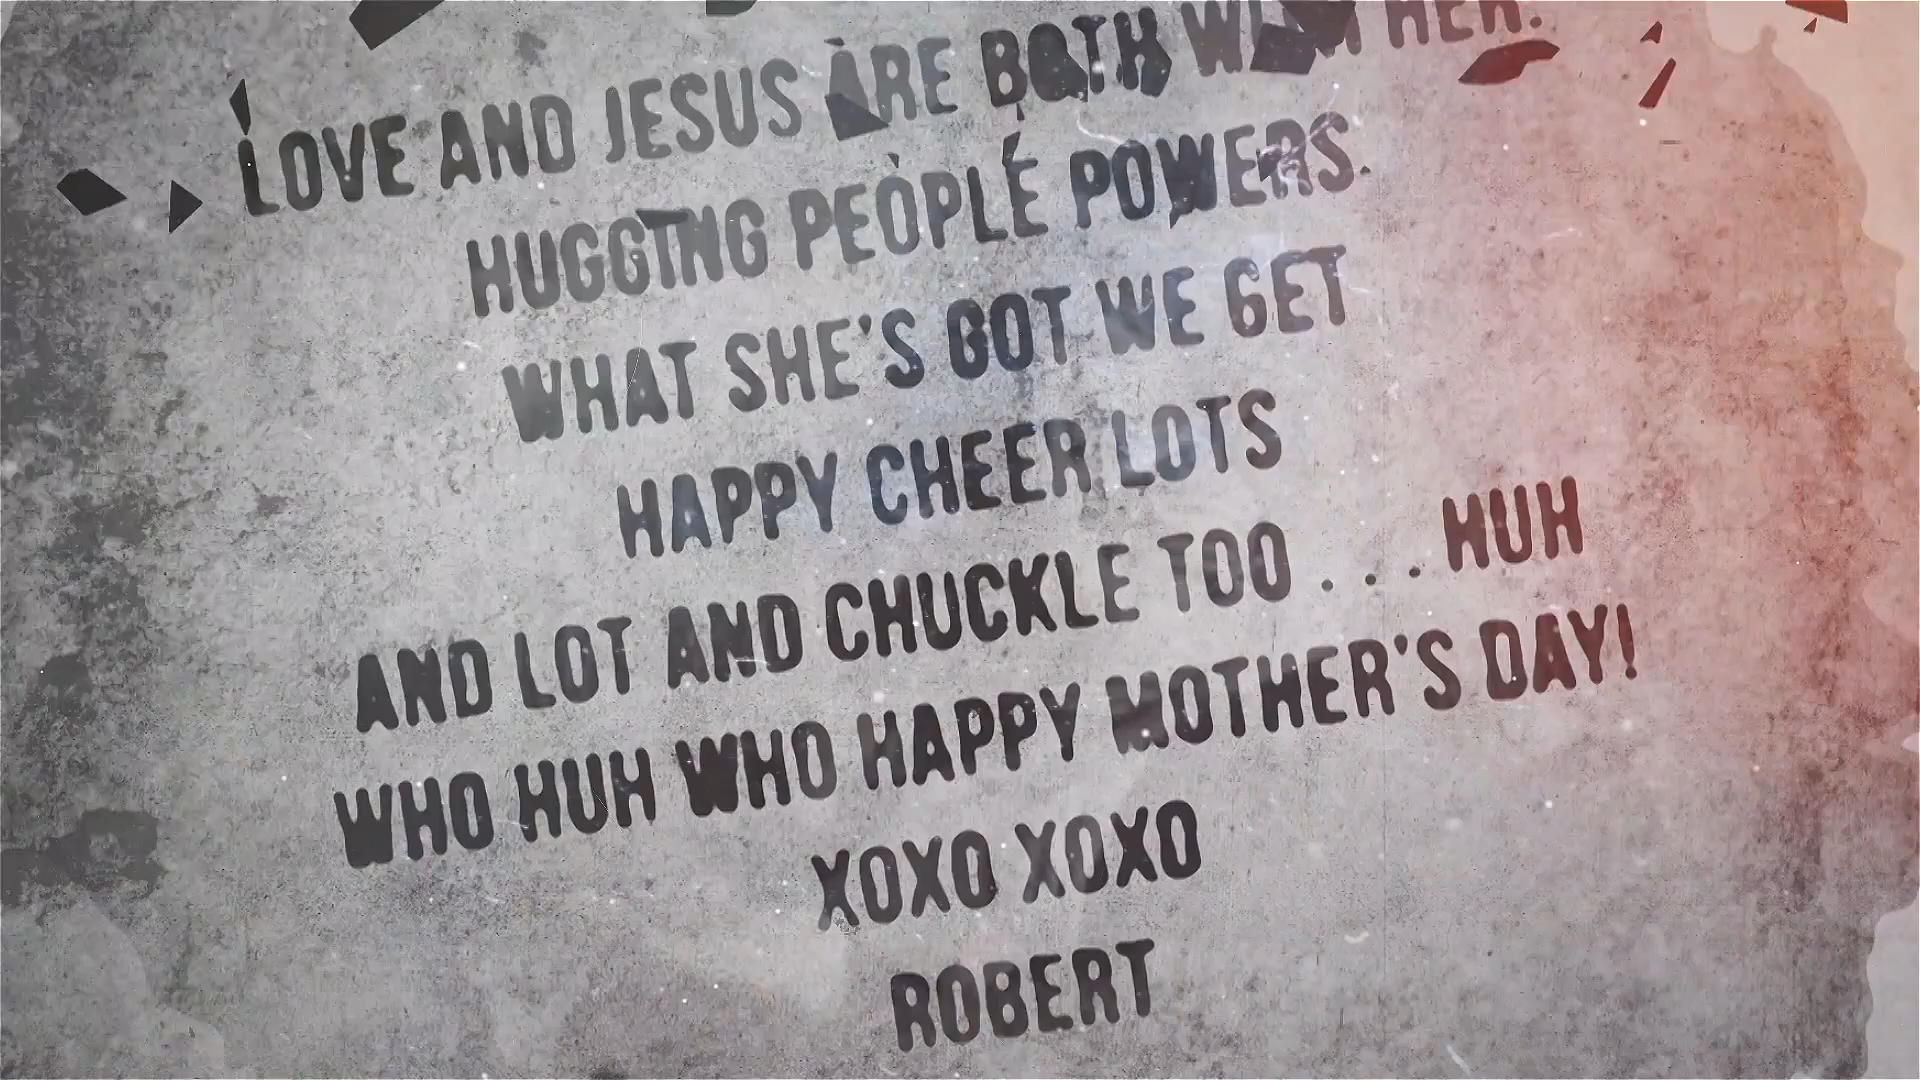 LOVE AND JESUS ARE BOTH WITH HER.
HUGGING PEOPLE POWERS.
WHAT SHE'S GOT WE GET
HAPPY CHEER LOTS
AND LOT AND CHUCKLE TOO . . . HUH
WHO HUH WHO HAPPY MOTHER'S DAY!
XOXO XOXO
ROBERT